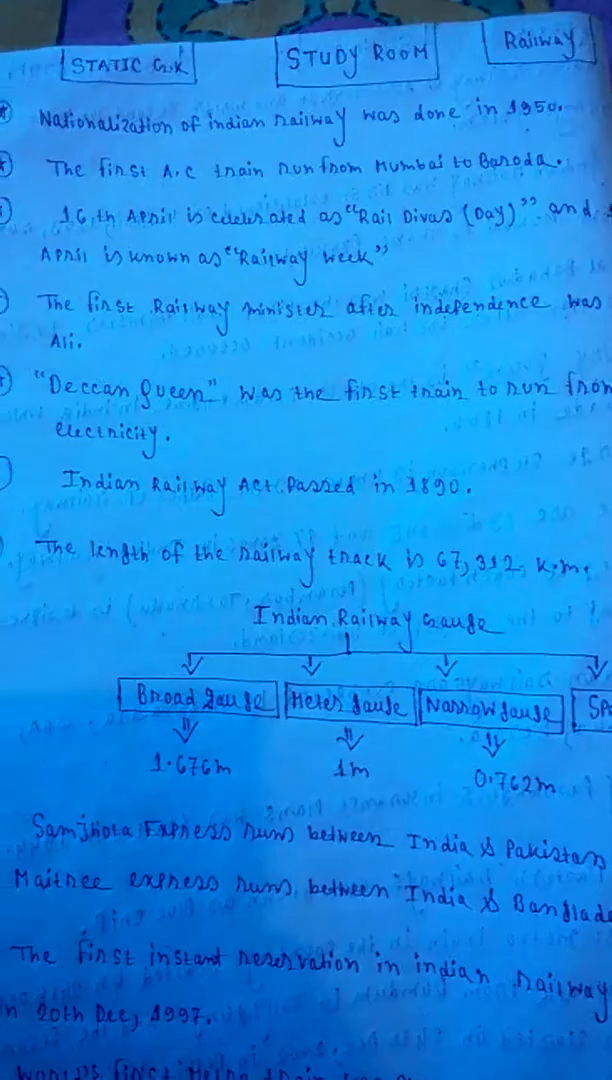 STATIC G.K STUDY ROOM Railway
Nationalization of indian railway was done in 1950.
The first A.C train run from Mumbai to Baroda.
16th April is celebrated as "Rail Divas (Day)" and
April is known as "Railway Week"
The first Railway minister after independence was
Ali.
"Deccan Queen", was the first train to run from
electricity.
Indian Railway Act Passed in 1890.
The length of the railway track is 67,312 k.m.
Indian Railway Gauge
Broad gauge Meter gauge Narrow gauge
1.676m 1m 0.762m
Samjhota Express runs between India & Pakistan
Maitree express runs between India & Banglade
The first instant reservation in indian railway
n 20th Dec, 1997.
World's first train